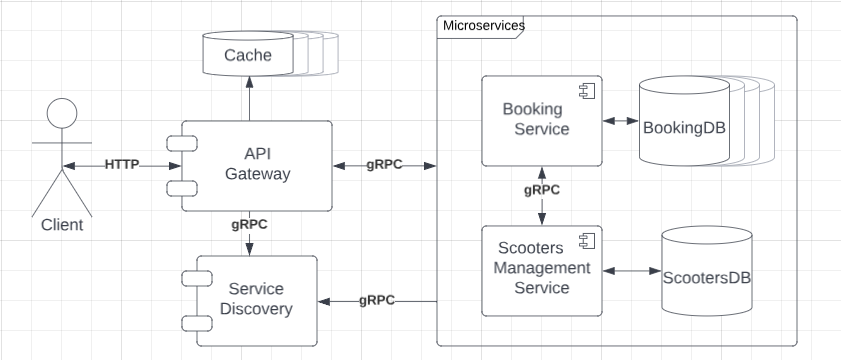 Microservices
Cache
Booking
Service
BookingDB
API
Gateway
HTTP
gRPC
gRPC
Client
gRPC
Scooters
Management
Service
ScootersDB
Service
Discovery
gRPC